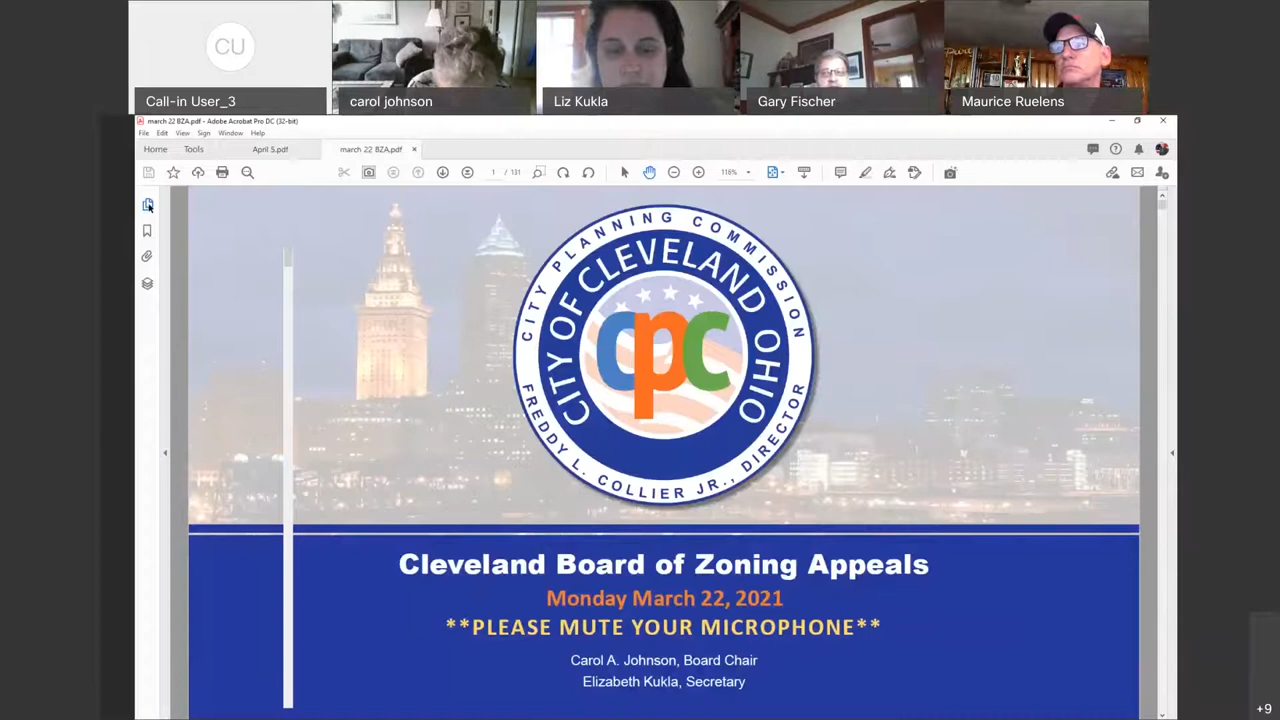 CU
Call-in User_3
carol johnson
Liz Kukla
Gary Fischer
Maurice Ruelens
march 22 BZA.pdf - Adobe Acrobat Pro DC (32-bit)
File Edit View Sign Window Help
Home Tools April 5.pdf march 22 BZA.pdf ×
1 / 131 116%
CITY PLANNING COMMISSION
CITY OF CLEVELAND OHIO
cpc
FREDDY L. COLLIER JR., DIRECTOR
Cleveland Board of Zoning Appeals
Monday March 22, 2021
**PLEASE MUTE YOUR MICROPHONE**
Carol A. Johnson, Board Chair
Elizabeth Kukla, Secretary
+9